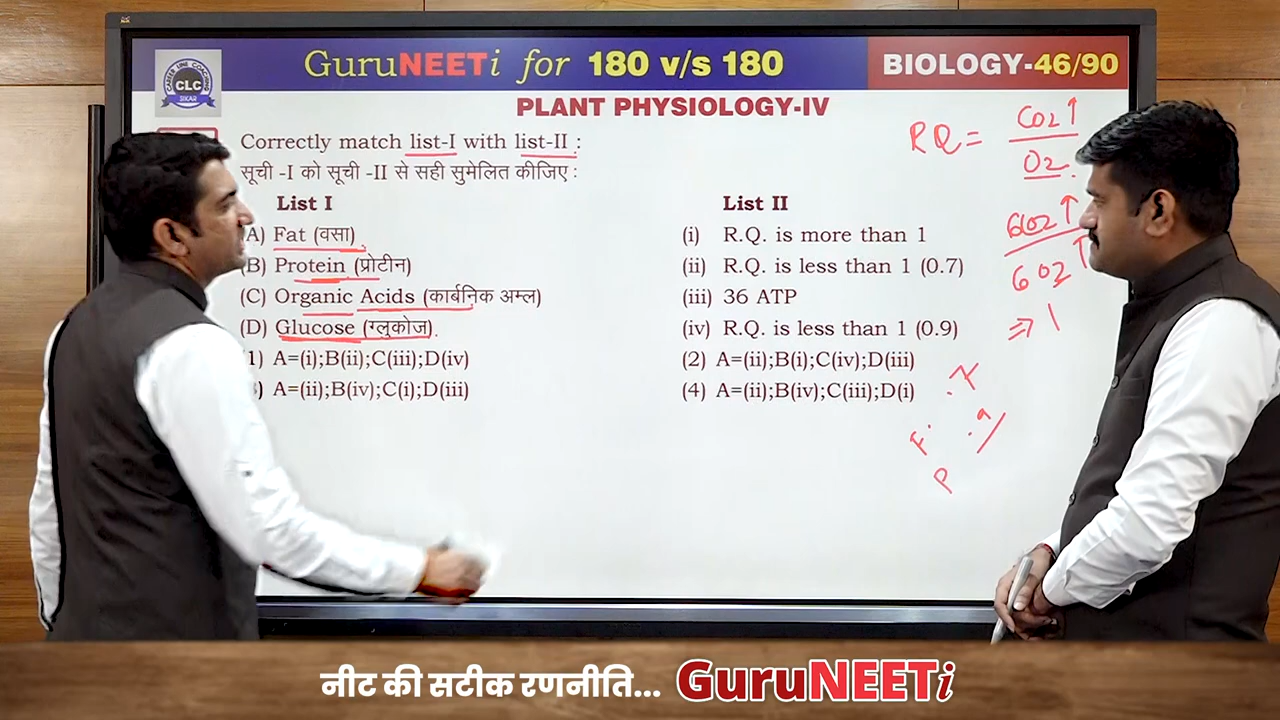 GuruNEETi for 180 v/s 180
BIOLOGY-46/90
CLC
SIKAR
PLANT PHYSIOLOGY-IV
Correctly match list-I with list-II :
सूची -I को सूची -II से सही सुमेलित कीजिए :
List I List II
A) Fat (वसा) (i) R.Q. is more than 1
(B) Protein (प्रोटीन) (ii) R.Q. is less than 1 (0.7)
(C) Organic Acids (कार्बनिक अम्ल) (iii) 36 ATP
(D) Glucose (ग्लुकोज). (iv) R.Q. is less than 1 (0.9)
1) A=(i);B(ii);C(iii);D(iv) (2) A=(ii);B(i);C(iv);D(iii)
) A=(ii);B(iv);C(i);D(iii) (4) A=(ii);B(iv);C(iii);D(i)
RQ = CO2↑
O2
6CO2↑
6O2↑
⇒ 1
F
P
नीट की सटीक रणनीति... GuruNEETi